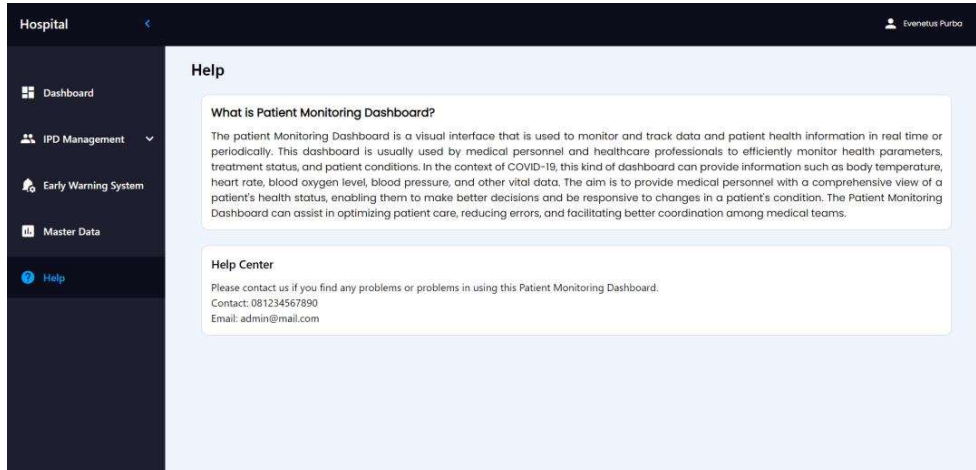 Hospital
Evenetus Purba
Dashboard
IPD Management
Early Warning System
Master Data
Help
Help
What is Patient Monitoring Dashboard?
The patient Monitoring Dashboard is a visual interface that is used to monitor and track data and patient health information in real time or
periodically. This dashboard is usually used by medical personnel and healthcare professionals to efficiently monitor health parameters,
treatment status, and patient conditions. In the context of COVID-19, this kind of dashboard can provide information such as body temperature,
heart rate, blood oxygen level, blood pressure, and other vital data. The aim is to provide medical personnel with a comprehensive view of a
patient's health status, enabling them to make better decisions and be responsive to changes in a patient's condition. The Patient Monitoring
Dashboard can assist in optimizing patient care, reducing errors, and facilitating better coordination among medical teams.
Help Center
Please contact us if you find any problems or problems in using this Patient Monitoring Dashboard.
Contact: 081234567890
Email: admin@mail.com